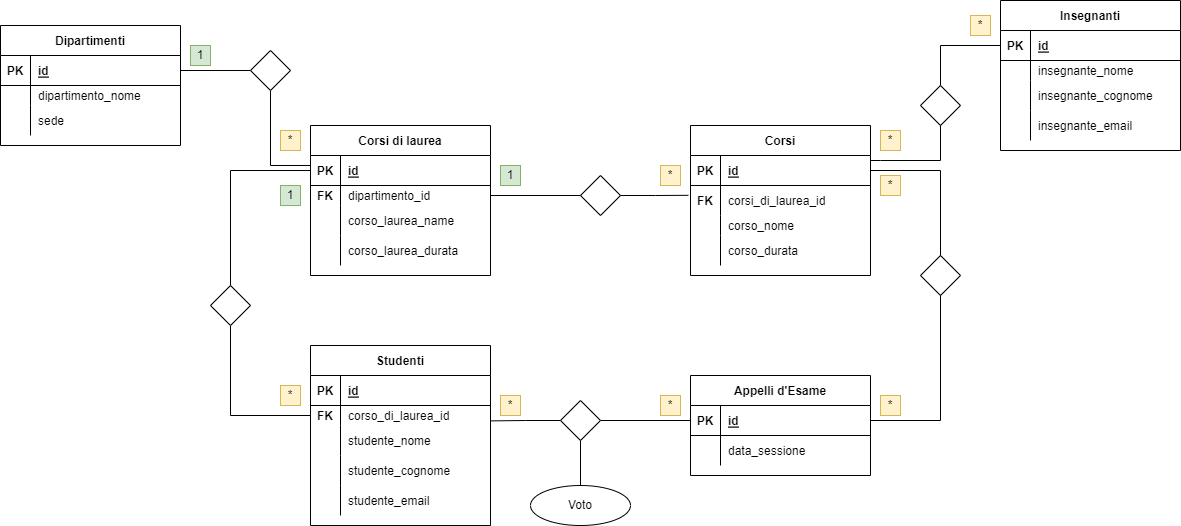 Dipartimenti
PK id
dipartimento_nome
sede
1
*
Corsi di laurea
PK id
FK dipartimento_id
corso_laurea_name
corso_laurea_durata
1
1
*
Corsi
PK id
FK corsi_di_laurea_id
corso_nome
corso_durata
*
*
*
Insegnanti
PK id
insegnante_nome
insegnante_cognome
insegnante_email
Studenti
PK id
FK corso_di_laurea_id
studente_nome
studente_cognome
studente_email
*
*
*
Voto
Appelli d'Esame
PK id
data_sessione
*